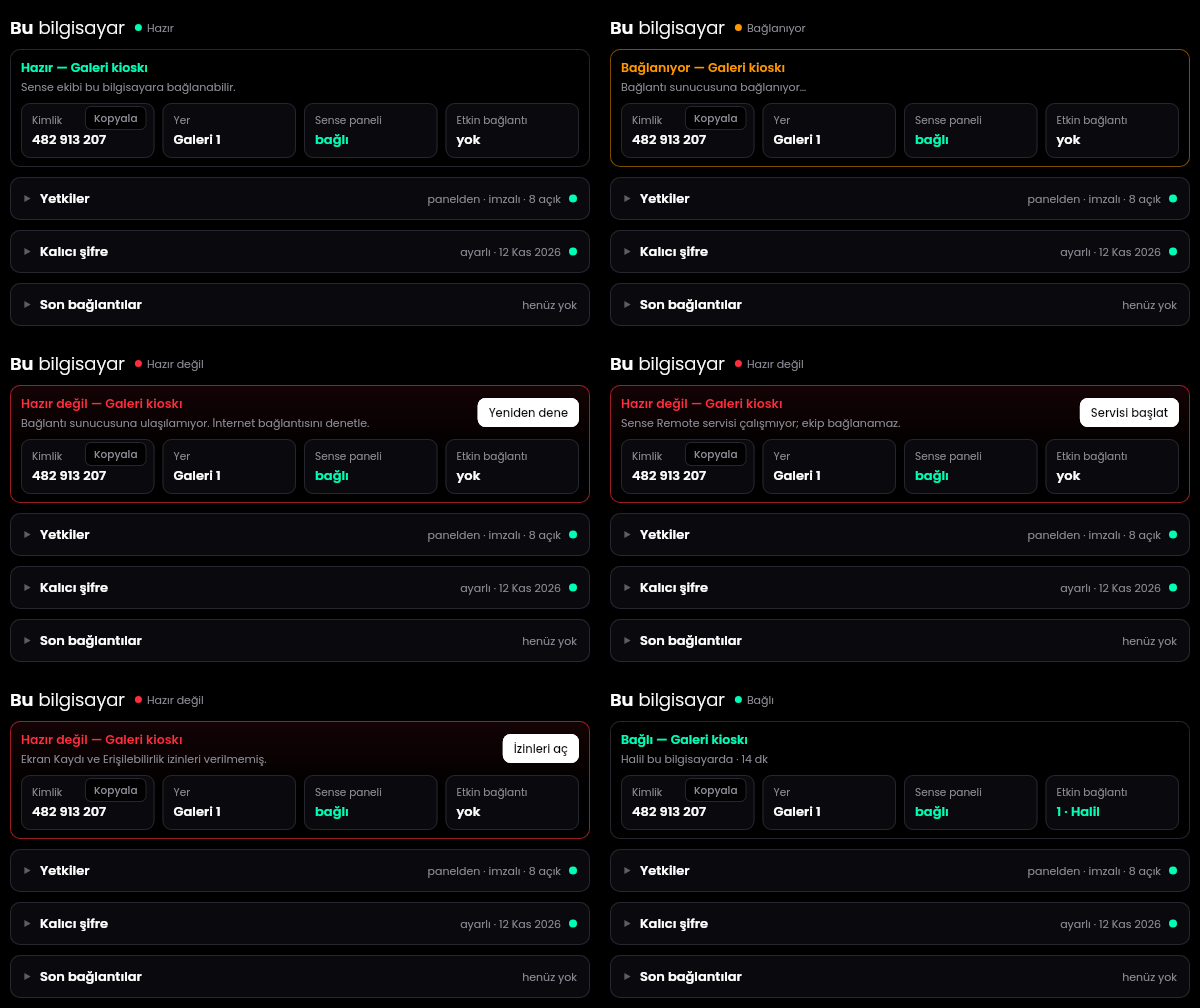 Bu bilgisayar Hazır
Hazır — Galeri kioskı
Sense ekibi bu bilgisayara bağlanabilir.
Kimlik Kopyala
482 913 207
Yer
Galeri 1
Sense paneli
bağlı
Etkin bağlantı
yok
Yetkiler panelden · imzalı · 8 açık
Kalıcı şifre ayarlı · 12 Kas 2026
Son bağlantılar henüz yok
Bu bilgisayar Bağlanıyor
Bağlanıyor — Galeri kioskı
Bağlantı sunucusuna bağlanıyor…
Kimlik Kopyala
482 913 207
Yer
Galeri 1
Sense paneli
bağlı
Etkin bağlantı
yok
Yetkiler panelden · imzalı · 8 açık
Kalıcı şifre ayarlı · 12 Kas 2026
Son bağlantılar henüz yok
Bu bilgisayar Hazır değil
Hazır değil — Galeri kioskı
Bağlantı sunucusuna ulaşılamıyor. İnternet bağlantısını denetle.
Yeniden dene
Kimlik Kopyala
482 913 207
Yer
Galeri 1
Sense paneli
bağlı
Etkin bağlantı
yok
Yetkiler panelden · imzalı · 8 açık
Kalıcı şifre ayarlı · 12 Kas 2026
Son bağlantılar henüz yok
Bu bilgisayar Hazır değil
Hazır değil — Galeri kioskı
Sense Remote servisi çalışmıyor; ekip bağlanamaz.
Servisi başlat
Kimlik Kopyala
482 913 207
Yer
Galeri 1
Sense paneli
bağlı
Etkin bağlantı
yok
Yetkiler panelden · imzalı · 8 açık
Kalıcı şifre ayarlı · 12 Kas 2026
Son bağlantılar henüz yok
Bu bilgisayar Hazır değil
Hazır değil — Galeri kioskı
Ekran Kaydı ve Erişilebilirlik izinleri verilmemiş.
İzinleri aç
Kimlik Kopyala
482 913 207
Yer
Galeri 1
Sense paneli
bağlı
Etkin bağlantı
yok
Yetkiler panelden · imzalı · 8 açık
Kalıcı şifre ayarlı · 12 Kas 2026
Son bağlantılar henüz yok
Bu bilgisayar Bağlı
Bağlı — Galeri kioskı
Halil bu bilgisayarda · 14 dk
Kimlik Kopyala
482 913 207
Yer
Galeri 1
Sense paneli
bağlı
Etkin bağlantı
1 · Halil
Yetkiler panelden · imzalı · 8 açık
Kalıcı şifre ayarlı · 12 Kas 2026
Son bağlantılar henüz yok